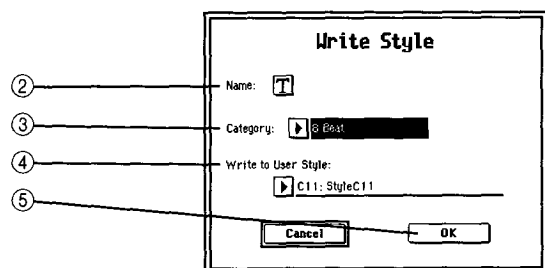 Write Style
② Name: T
③ Category: 8 Beat
④ Write to User Style:
C11: StyleC11
⑤ Cancel OK